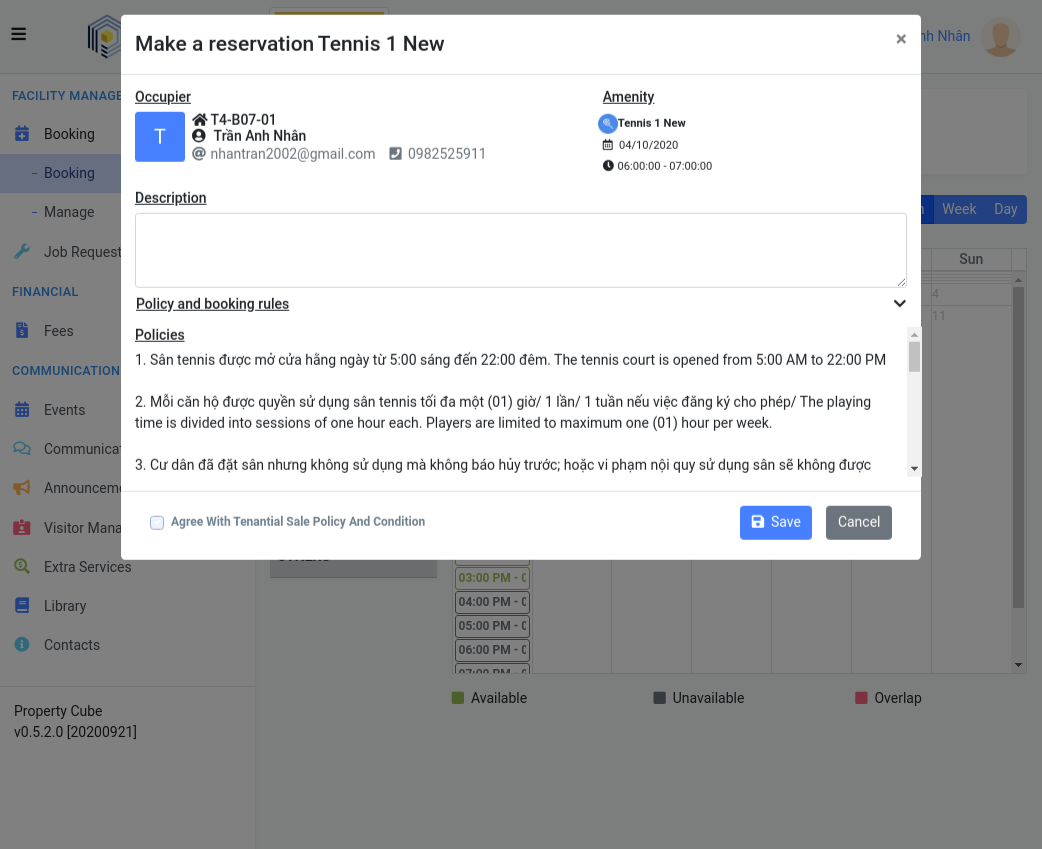 Make a reservation Tennis 1 New
×
Occupier
T
T4-B07-01
Trần Anh Nhân
nhantran2002@gmail.com 0982525911
Amenity
Tennis 1 New
04/10/2020
06:00:00 - 07:00:00
Description
Policy and booking rules
Policies
1. Sân tennis được mở cửa hằng ngày từ 5:00 sáng đến 22:00 đêm. The tennis court is opened from 5:00 AM to 22:00 PM
2. Mỗi căn hộ được quyền sử dụng sân tennis tối đa một (01) giờ/ 1 lần/ 1 tuần nếu việc đăng ký cho phép/ The playing
time is divided into sessions of one hour each. Players are limited to maximum one (01) hour per week.
3. Cư dân đã đặt sân nhưng không sử dụng mà không báo hủy trước; hoặc vi phạm nội quy sử dụng sân sẽ không được
Agree With Tenantial Sale Policy And Condition
Save
Cancel
FACILITY MANAGE
Booking
Booking
Manage
Job Request
FINANCIAL
Fees
COMMUNICATION
Events
Communicat
Announceme
Visitor Mana
Extra Services
Library
Contacts
Property Cube
v0.5.2.0 [20200921]
nh Nhân
Week Day
Sun
4
11
03:00 PM - 0
04:00 PM - 0
05:00 PM - 0
06:00 PM - 0
Available Unavailable Overlap